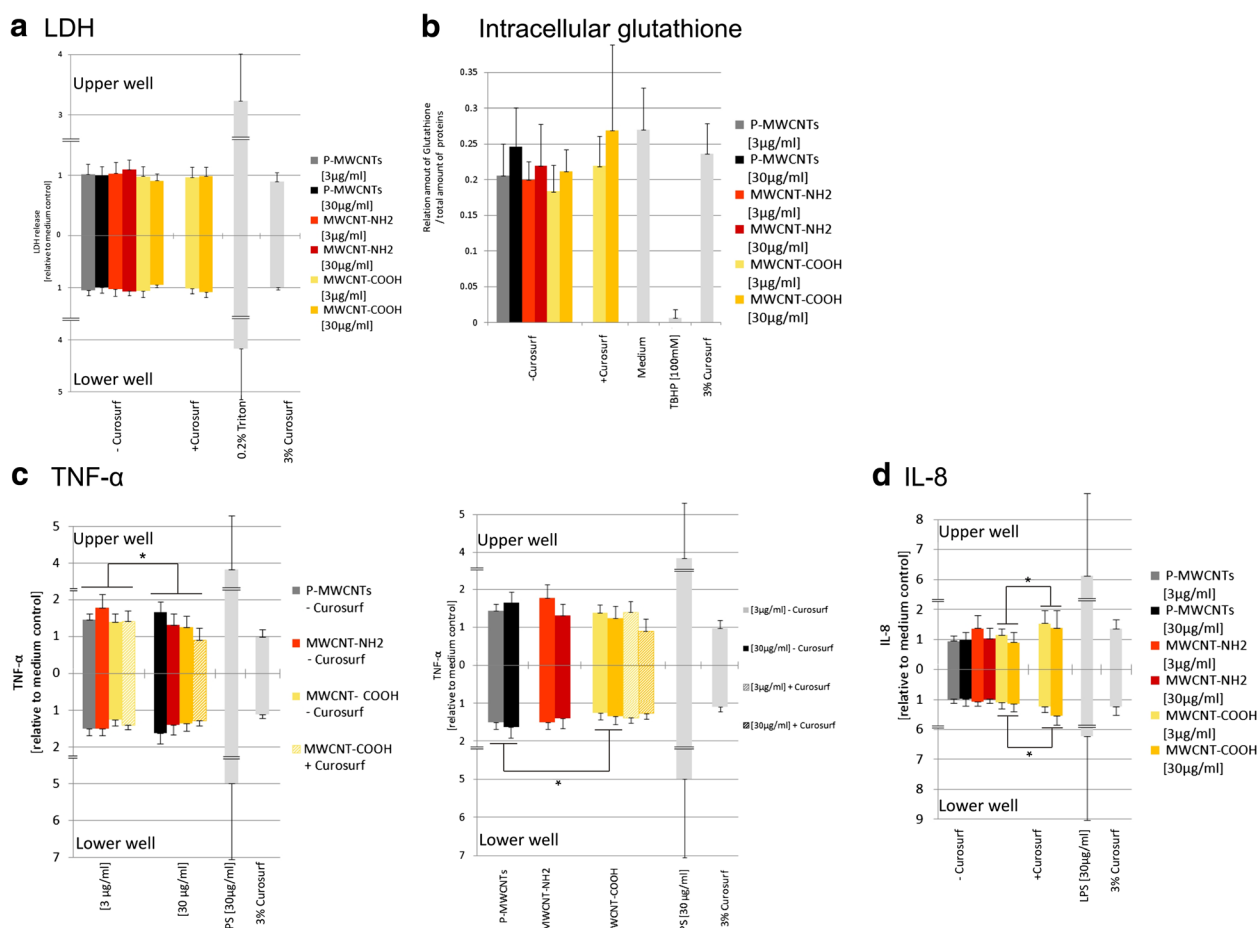 a LDH
4
Upper well
3
1
0
1
4
Lower well
5
LDH release
[relative to medium control]
- Curosurf
+Curosurf
0.2% Triton
3% Curosurf
P-MWCNTs
[3µg/ml]
P-MWCNTs
[30µg/ml]
MWCNT-NH2
[3µg/ml]
MWCNT-NH2
[30µg/ml]
MWCNT-COOH
[3µg/ml]
MWCNT-COOH
[30µg/ml]
b Intracellular glutathione
0.35
0.3
0.25
0.2
0.15
0.1
0.05
0
Relation amout of Glutathione
/ total amount of proteins
-Curosurf
+Curosurf
Medium
TBHP [100mM]
3% Curosurf
P-MWCNTs
[3µg/ml]
P-MWCNTs
[30µg/ml]
MWCNT-NH2
[3µg/ml]
MWCNT-NH2
[30µg/ml]
MWCNT-COOH
[3µg/ml]
MWCNT-COOH
[30µg/ml]
c TNF-α
5
Upper well
4
*
2
1
0
1
2
5
6
Lower well
7
TNF-α
[relative to medium control]
[3 µg/ml]
[30 µg/ml]
PS [30µg/ml]
3% Curosurf
P-MWCNTs
- Curosurf
MWCNT-NH2
- Curosurf
MWCNT- COOH
- Curosurf
MWCNT-COOH
+ Curosurf
5
Upper well
4
2
1
0
1
2
5
*
6
Lower well
7
TNF-α
[relative to medium control]
P-MWCNTs
MWCNT-NH2
WCNT-COOH
PS [30 µg/ml]
3% Curosurf
[3µg/ml] - Curosurf
[30µg/ml] - Curosurf
[3µg/ml] + Curosurf
[30µg/ml] + Curosurf
d IL-8
8
Upper well
7
6
*
2
1
0
1
6
*
7
8
Lower well
9
IL-8
[relative to medium control]
- Curosurf
+Curosurf
LPS [30µg/ml]
3% Curosurf
P-MWCNTs
[3µg/ml]
P-MWCNTs
[30µg/ml]
MWCNT-NH2
[3µg/ml]
MWCNT-NH2
[30µg/ml]
MWCNT-COOH
[3µg/ml]
MWCNT-COOH
[30µg/ml]